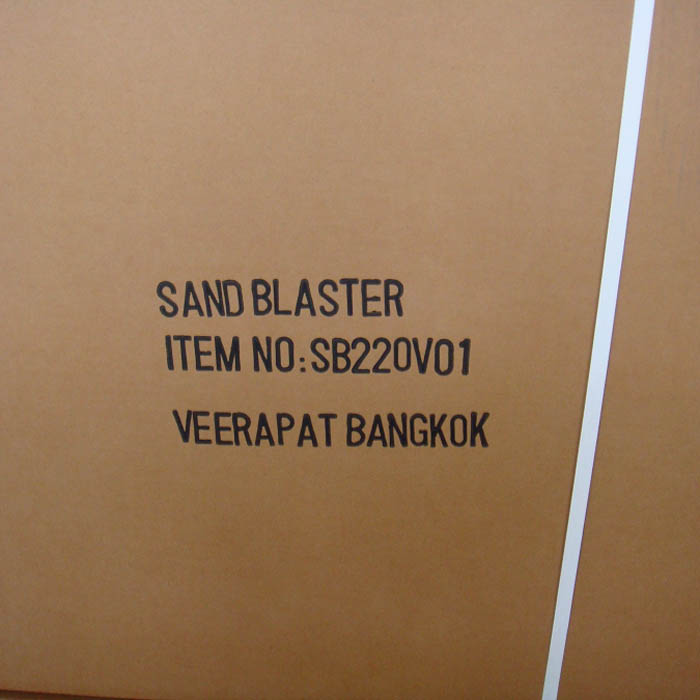 SAND BLASTER
ITEM NO:SB220V01
VEERAPAT BANGKOK